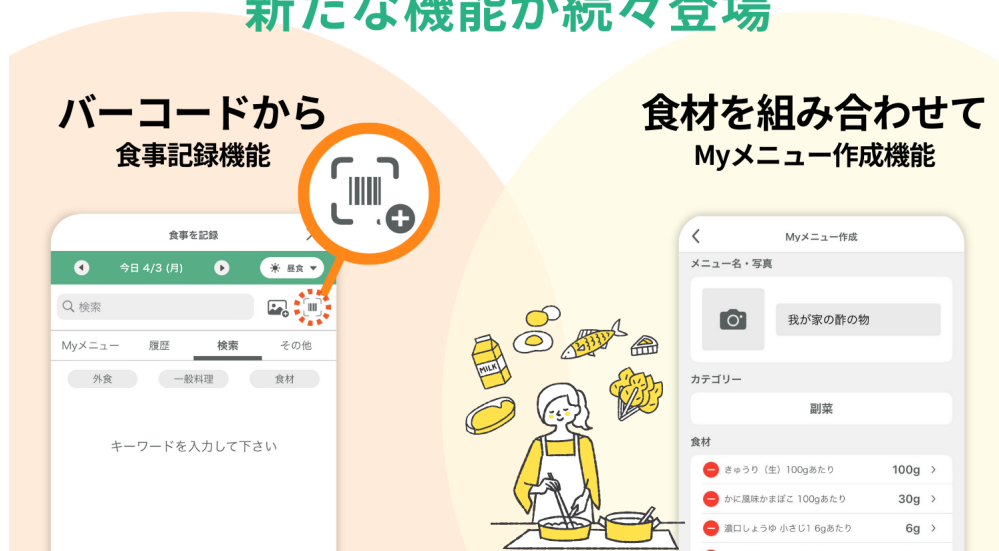 新たな機能が続々登場
バーコードから
食事記録機能
食事を記録
今日 4/3 (月)
昼食
検索
Myメニュー 履歴 検索 その他
外食 一般料理 食材
キーワードを入力して下さい
MILK
食材を組み合わせて
Myメニュー作成機能
Myメニュー作成
メニュー名・写真
我が家の酢の物
カテゴリー
副菜
食材
きゅうり（生）100gあたり 100g
かに風味かまぼこ 100gあたり 30g
濃口しょうゆ 小さじ1 6gあたり 6g